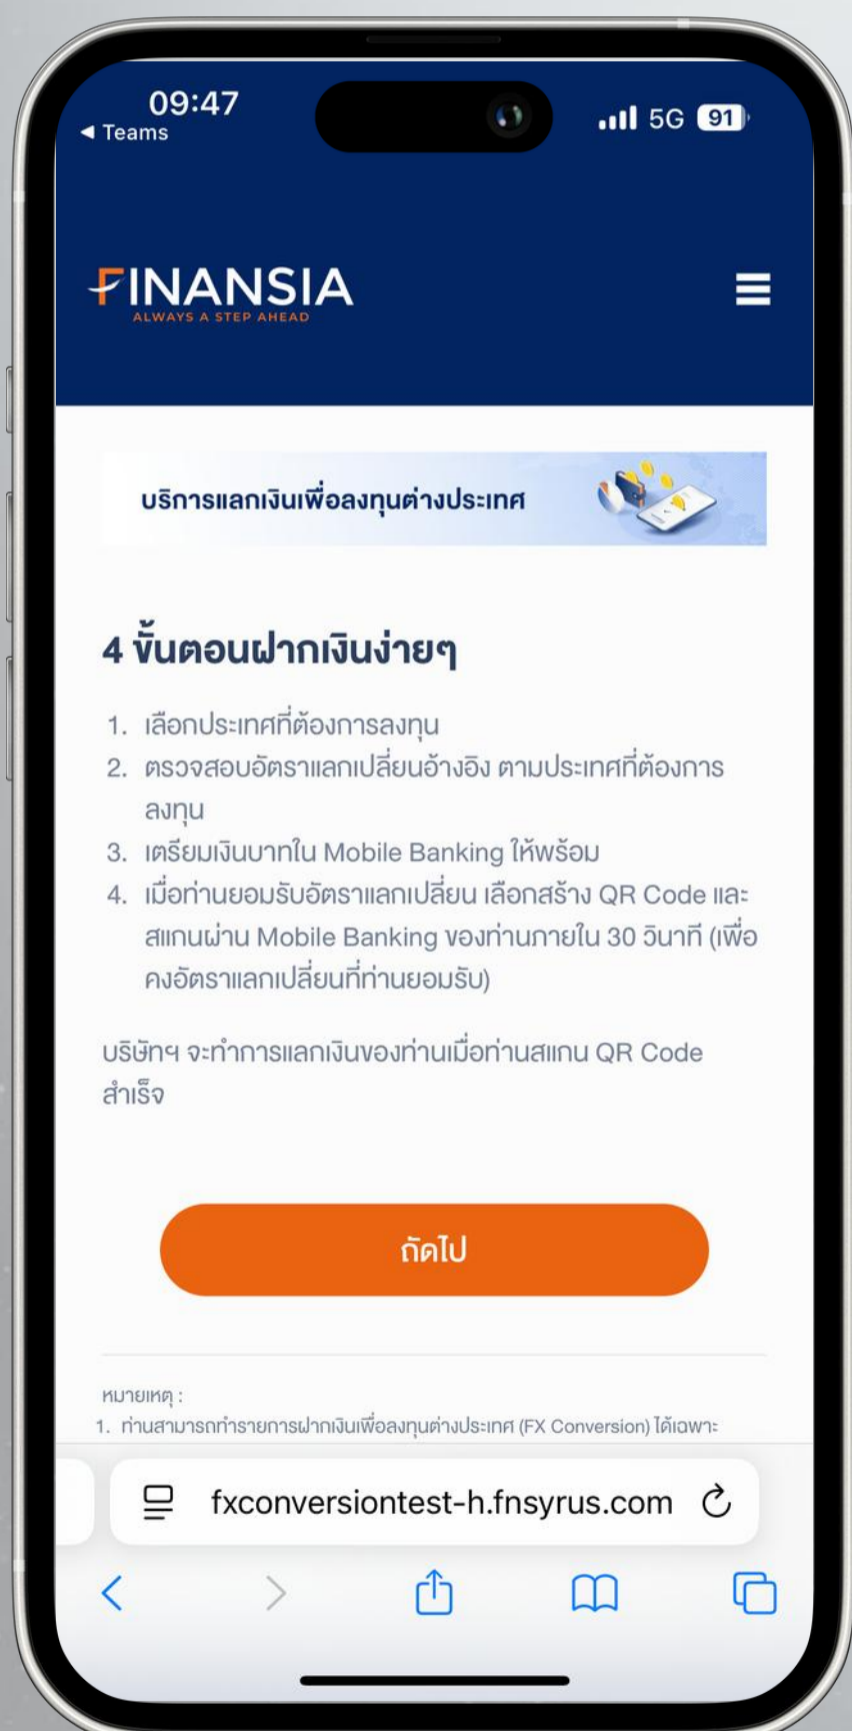 09:47
◀ Teams
5G 91
FINANSIA
ALWAYS A STEP AHEAD
บริการแลกเงินเพื่อลงทุนต่างประเทศ
4 ขั้นตอนฝากเงินง่ายๆ
1. เลือกประเทศที่ต้องการลงทุน
2. ตรวจสอบอัตราแลกเปลี่ยนอ้างอิง ตามประเทศที่ต้องการ
ลงทุน
3. เตรียมเงินบาทใน Mobile Banking ให้พร้อม
4. เมื่อท่านยอมรับอัตราแลกเปลี่ยน เลือกสร้าง QR Code และ
สแกนผ่าน Mobile Banking ของท่านภายใน 30 วินาที (เพื่อ
คงอัตราแลกเปลี่ยนที่ท่านยอมรับ)
บริษัทฯ จะทำการแลกเงินของท่านเมื่อท่านสแกน QR Code
สำเร็จ
ถัดไป
หมายเหตุ :
1. ท่านสามารถทำรายการฝากเงินเพื่อลงทุนต่างประเทศ (FX Conversion) ได้เฉพาะ
fxconversiontest-h.fnsyrus.com